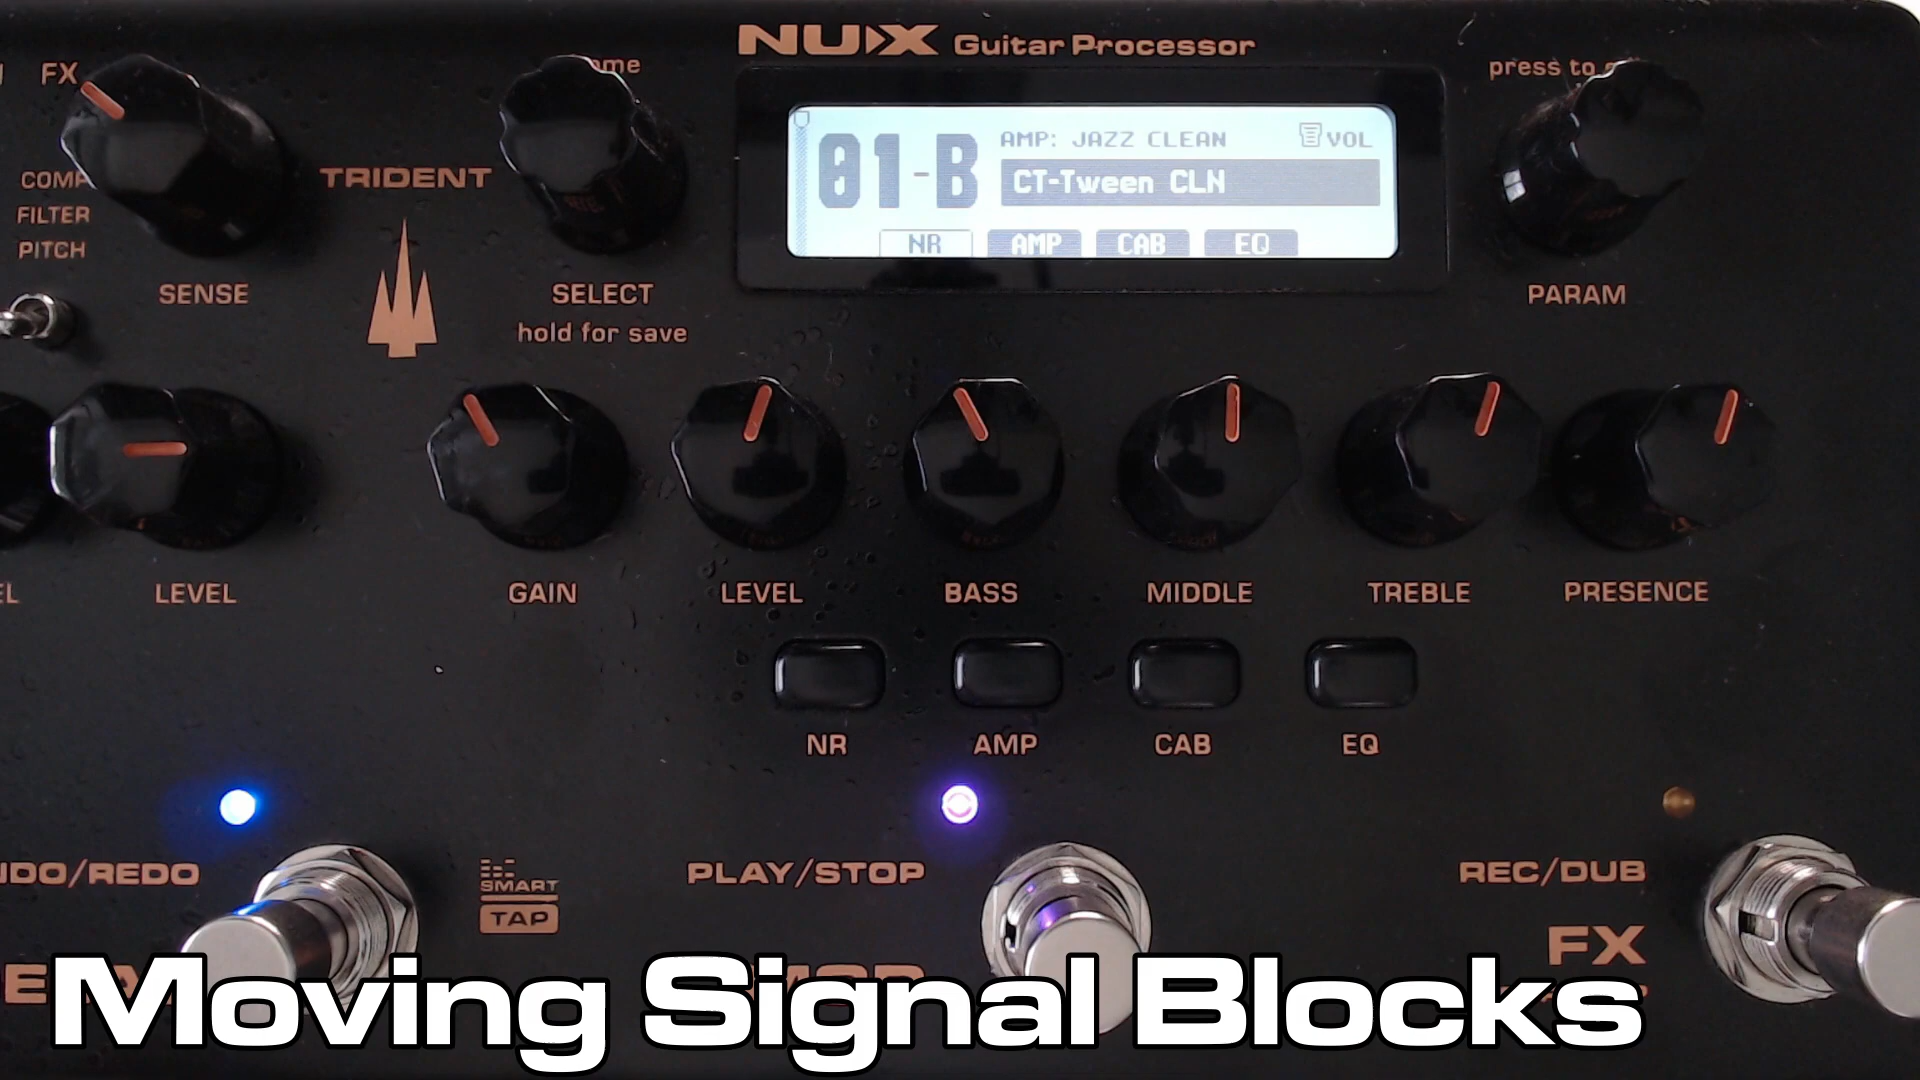 NUX Guitar Processor
FX
press to
COMP
FILTER
PITCH
SENSE
TRIDENT
SELECT
hold for save
01-B
AMP: JAZZ CLEAN
VOL
CT-Tween CLN
NR AMP CAB EQ
PARAM
LEVEL GAIN LEVEL BASS MIDDLE TREBLE PRESENCE
NR AMP CAB EQ
SMART
TAP
PLAY/STOP
REC/DUB
FX
Moving Signal Blocks